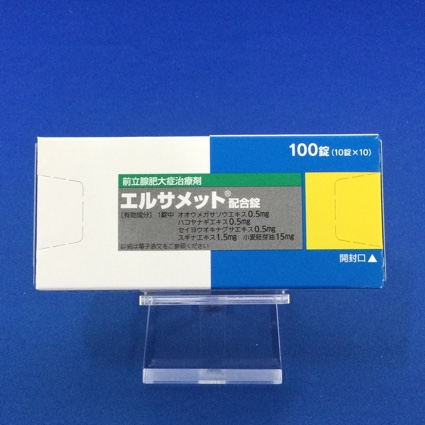 100錠(10錠×10)
前立腺肥大症治療剤
エルサメット®配合錠
(有効成分) 1錠中 オオウメガサソウエキス0.5mg
ハコヤナギエキス0.5mg
セイヨウオキナグサエキス0.5mg
スギナエキス1.5mg 小麦胚芽油15mg
以外は電子添文をご参照ください
開封口▲